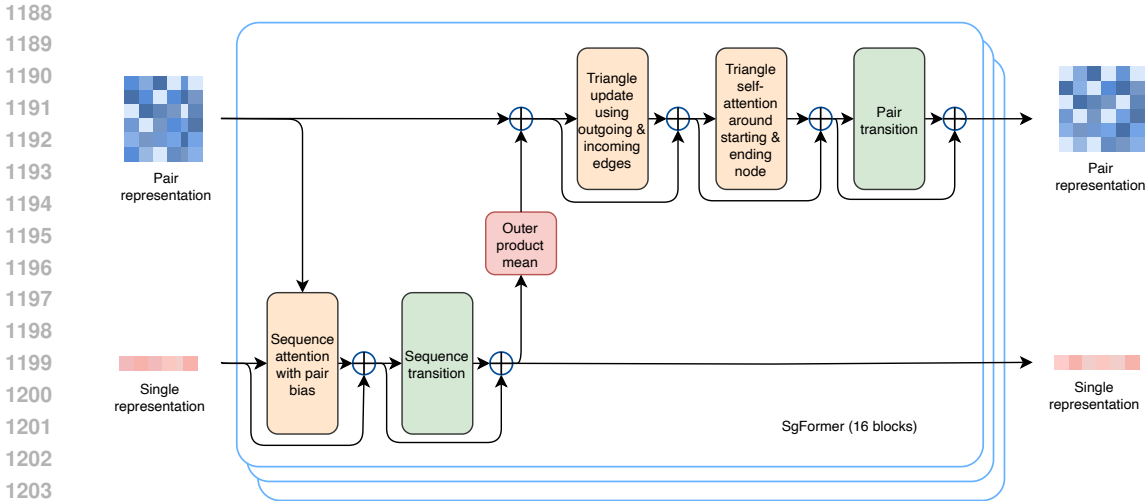 1188
1189
1190
1191
1192
1193
1194
1195
1196
1197
1198
1199
1200
1201
1202
1203
Pair
representation
Triangle
update
using
outgoing &
incoming
edges
Triangle
self-
attention
around
starting &
ending
node
Pair
transition
Pair
representation
Outer
product
mean
Single
representation
Sequence
attention
with pair
bias
Sequence
transition
Single
representation
SgFormer (16 blocks)